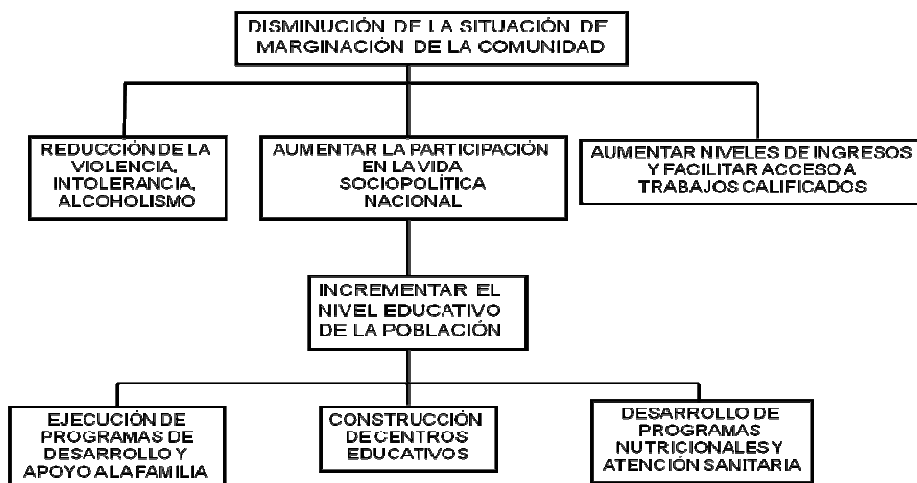 DISMINUCIÓN DE LA SITUACIÓN DE
MARGINACIÓN DE LA COMUNIDAD
REDUCCIÓN DE LA
VIOLENCIA,
INTOLERANCIA,
ALCOHOLISMO
AUMENTAR LA PARTICIPACIÓN
EN LA VIDA
SOCIOPOLÍTICA
NACIONAL
AUMENTAR NIVELES DE INGRESOS
Y FACILITAR ACCESO A
TRABAJOS CALIFICADOS
INCREMENTAR EL
NIVEL EDUCATIVO
DE LA POBLACIÓN
EJECUCIÓN DE
PROGRAMAS DE
DESARROLLO Y
APOYO A LA FAMILIA
CONSTRUCCIÓN
DE CENTROS
EDUCATIVOS
DESARROLLO DE
PROGRAMAS
NUTRICIONALES Y
ATENCIÓN SANITARIA